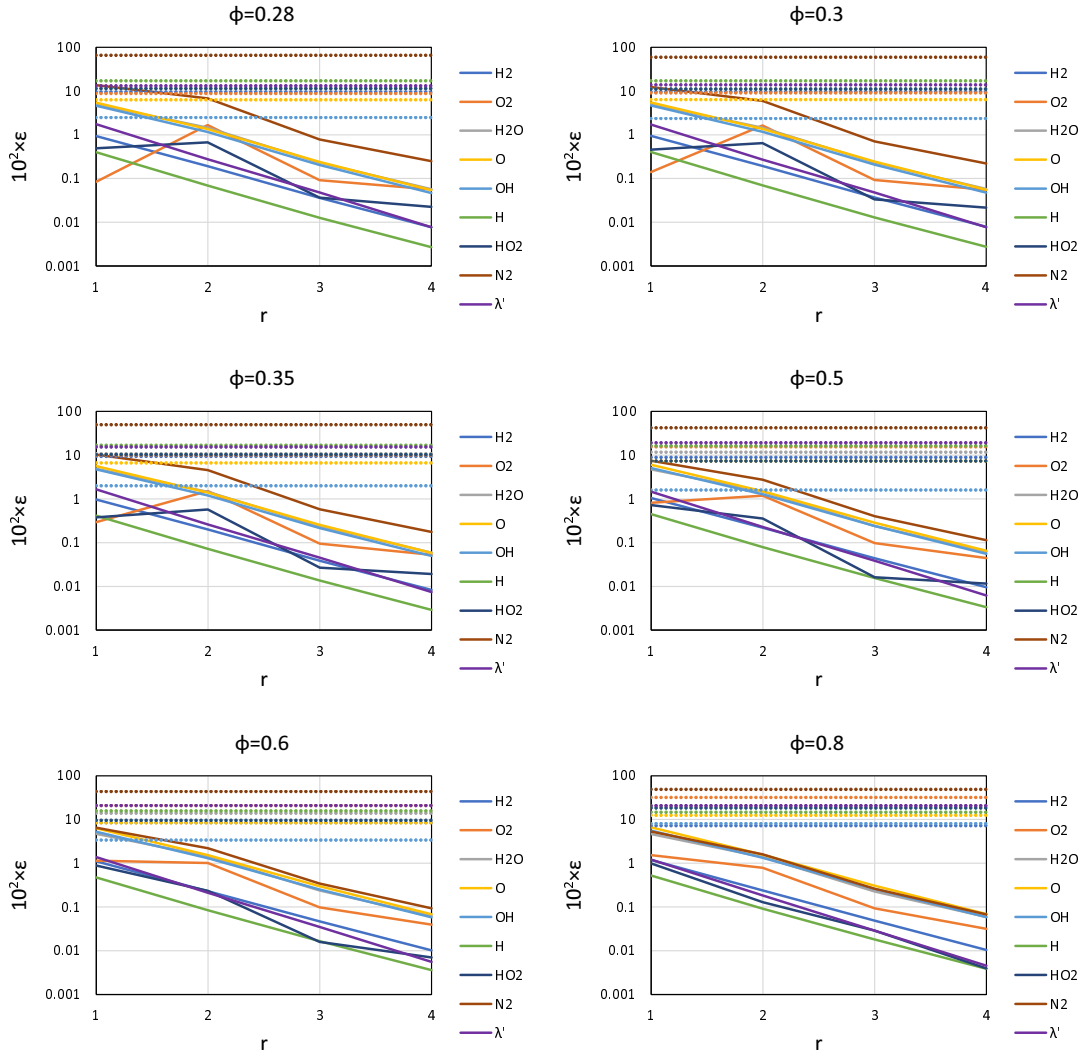 ϕ=0.28
100
10
1
0.1
0.01
0.001
10²×ε
1 2 3 4
r
H2
O2
H2O
O
OH
H
HO2
N2
λ'
ϕ=0.3
100
10
1
0.1
0.01
0.001
10²×ε
1 2 3 4
r
H2
O2
H2O
O
OH
H
HO2
N2
λ'
ϕ=0.35
100
10
1
0.1
0.01
0.001
10²×ε
1 2 3 4
r
H2
O2
H2O
O
OH
H
HO2
N2
λ'
ϕ=0.5
100
10
1
0.1
0.01
0.001
10²×ε
1 2 3 4
r
H2
O2
H2O
O
OH
H
HO2
N2
λ'
ϕ=0.6
100
10
1
0.1
0.01
0.001
10²×ε
1 2 3 4
r
H2
O2
H2O
O
OH
H
HO2
N2
λ'
ϕ=0.8
100
10
1
0.1
0.01
0.001
10²×ε
1 2 3 4
r
H2
O2
H2O
O
OH
H
HO2
N2
λ'